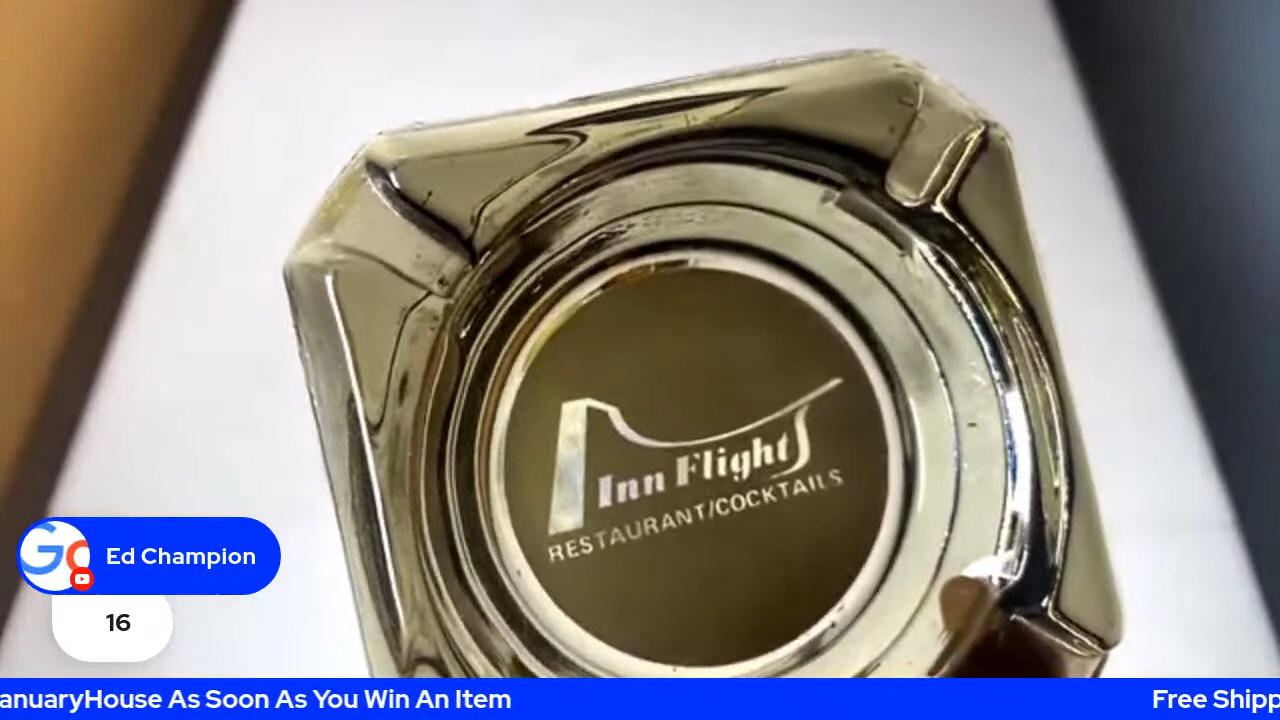 Inn Flight
RESTAURANT/COCKTAILS
Ed Champion
16
anuaryHouse As Soon As You Win An Item
Free Shipp